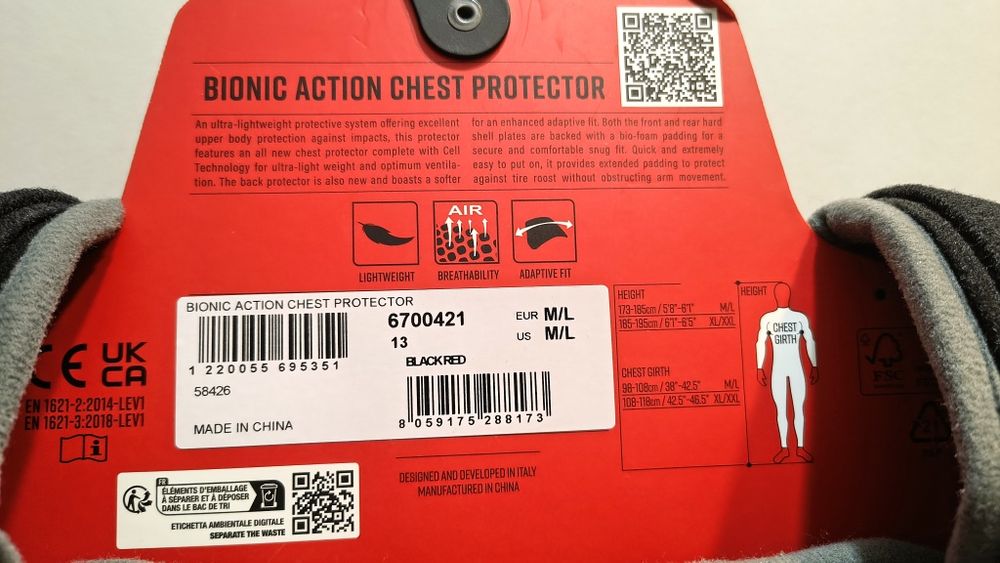 BIONIC ACTION CHEST PROTECTOR
An ultra-lightweight protective system offering excellent
upper body protection against impacts, this protector
features an all new chest protector complete with Cell
Technology for ultra-light weight and optimum ventila-
tion. The back protector is also new and boasts a softer
for an enhanced adaptive fit. Both the front and rear hard
shell plates are backed with a bio-foam padding for a
secure and comfortable snug fit. Quick and extremely
easy to put on, it provides extended padding to protect
against tire roost without obstructing arm movement.
AIR
LIGHTWEIGHT
BREATHABILITY
ADAPTIVE FIT
BIONIC ACTION CHEST PROTECTOR
6700421
13
BLACK RED
EUR M/L
US M/L
1 220055 695351
58426
MADE IN CHINA
8 059175 288173
HEIGHT
173-185cm / 5'8"-6'1" M/L
185-195cm / 6'1"-6'5" XL/XXL
CHEST GIRTH
98-108cm / 38"-42.5" M/L
108-118cm / 42.5"-46.5" XL/XXL
HEIGHT
CHEST
GIRTH
CE UK
CA
EN 1621-2:2014-LEV1
EN 1621-3:2018-LEV1
FSC
21
PAP
DESIGNED AND DEVELOPED IN ITALY
MANUFACTURED IN CHINA
FR
ÉLÉMENTS D'EMBALLAGE
À SÉPARER ET À DÉPOSER
DANS LE BAC DE TRI
ETICHETTA AMBIENTALE DIGITALE
SEPARATE THE WASTE